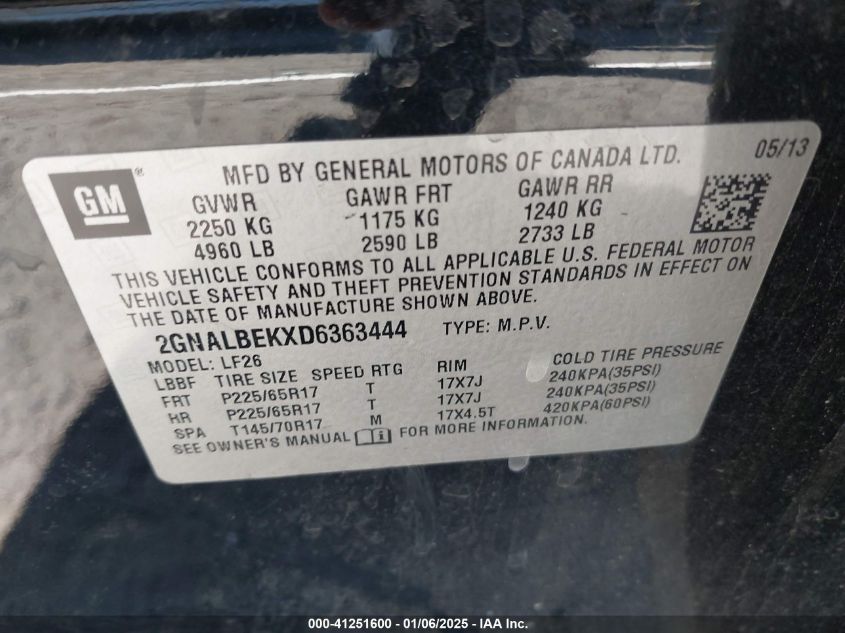 GM
®
MFD BY GENERAL MOTORS OF CANADA LTD. 05/13
GVWR GAWR FRT GAWR RR
2250 KG 1175 KG 1240 KG
4960 LB 2590 LB 2733 LB
THIS VEHICLE CONFORMS TO ALL APPLICABLE U.S. FEDERAL MOTOR
VEHICLE SAFETY AND THEFT PREVENTION STANDARDS IN EFFECT ON
THE DATE OF MANUFACTURE SHOWN ABOVE.
2GNALBEKXD6363444 TYPE: M.P.V.
MODEL: LF26
LBBF TIRE SIZE SPEED RTG RIM COLD TIRE PRESSURE
FRT P225/65R17 T 17X7J 240KPA(35PSI)
HR P225/65R17 T 17X7J 240KPA(35PSI)
SPA T145/70R17 M 17X4.5T 420KPA(60PSI)
SEE OWNER'S MANUAL FOR MORE INFORMATION.
000-41251600 - 01/06/2025 - IAA Inc.